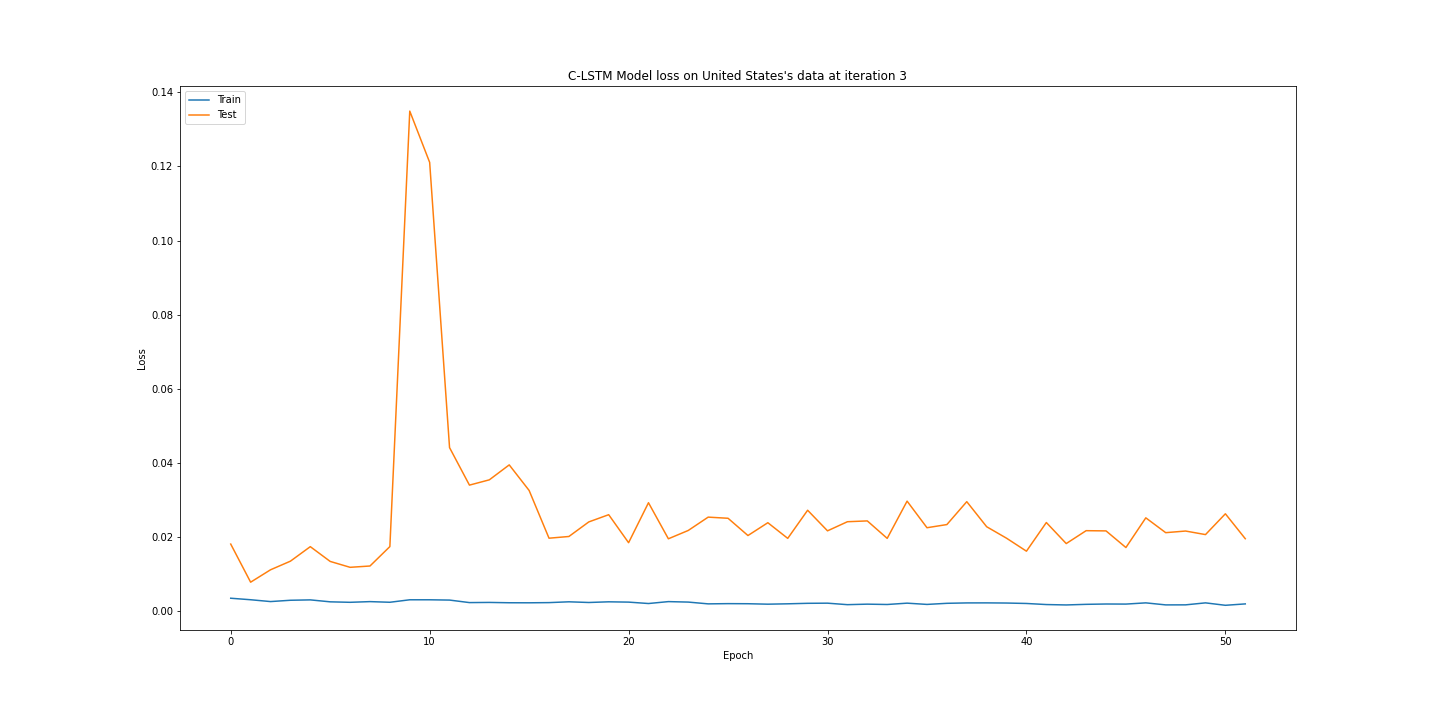 C-LSTM Model loss on United States's data at iteration 3
Train
Test
0.14
0.12
0.10
0.08
0.06
0.04
0.02
0.00
Loss
0 10 20 30 40 50
Epoch